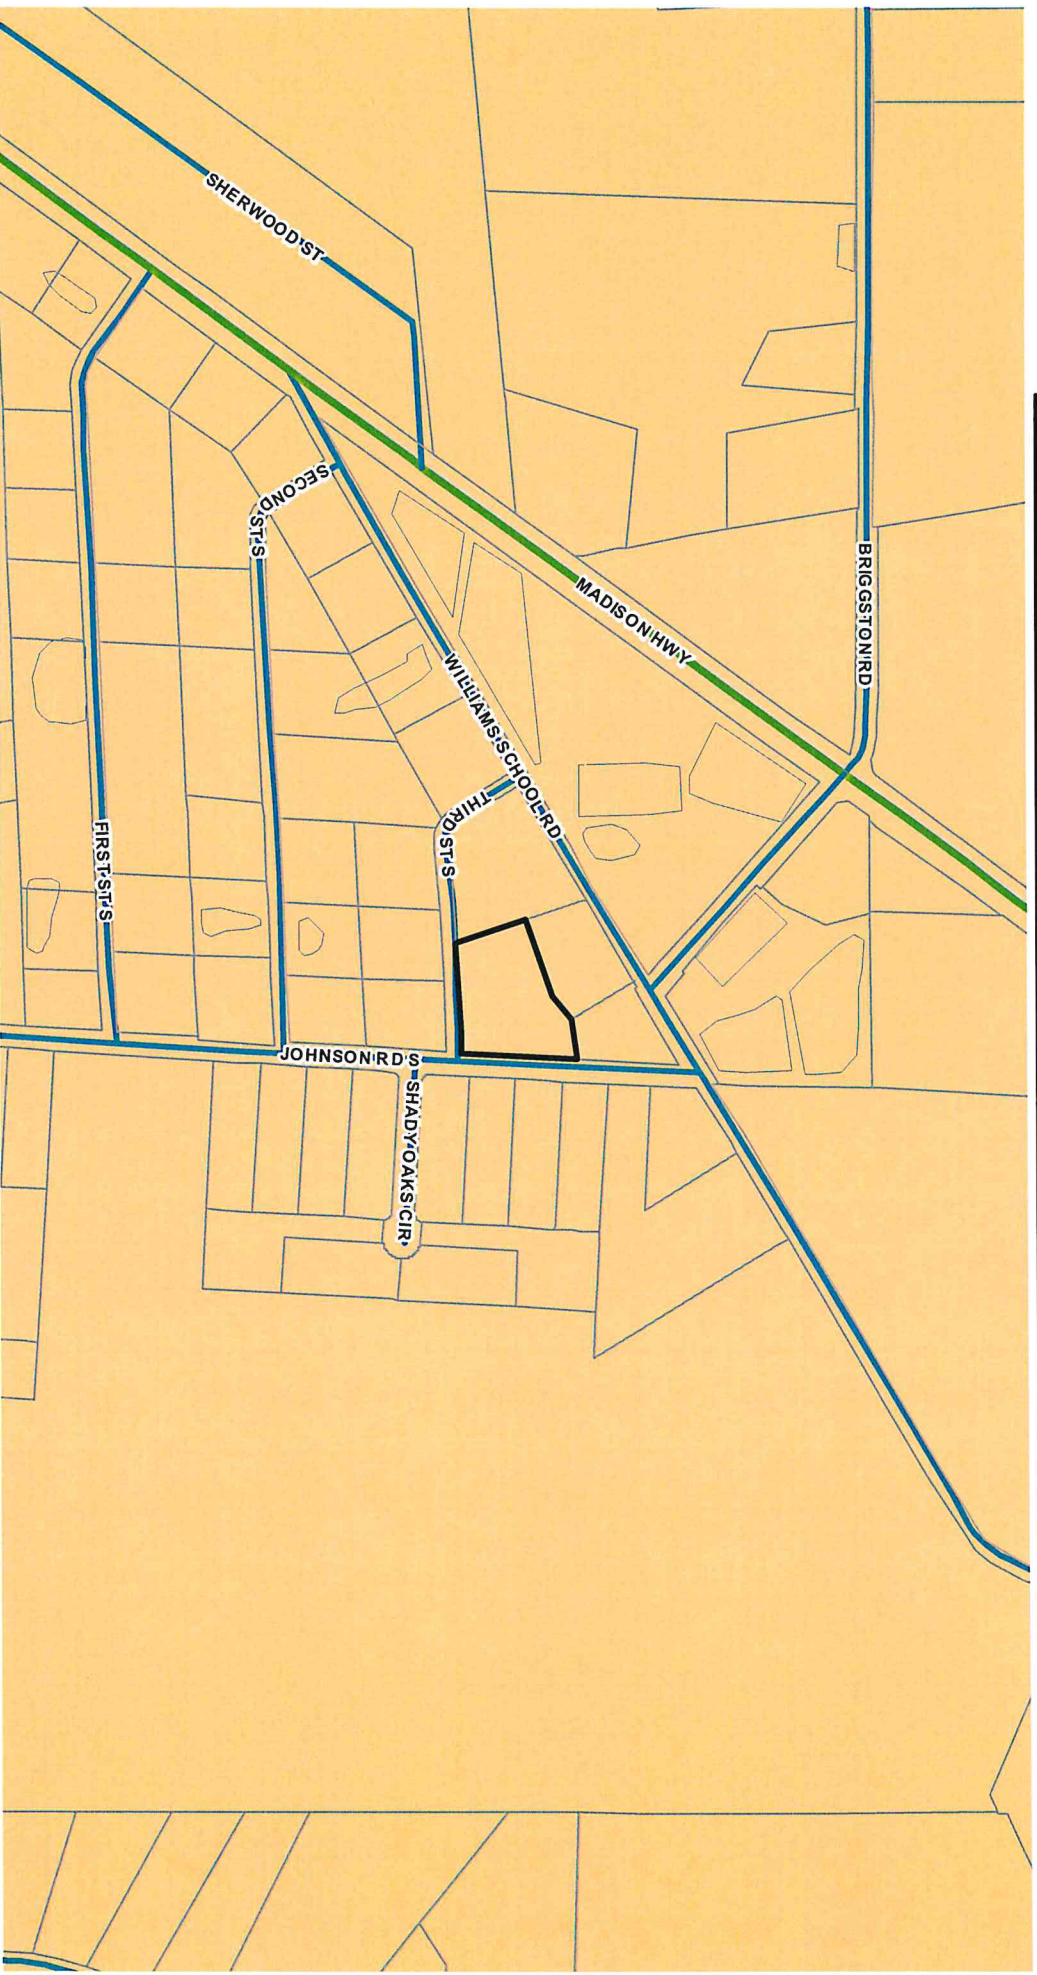 SHERWOOD ST
SECOND ST S
MADISON HWY
BRIGGSTON RD
WILLIAMS SCHOOL RD
THIRD ST S
FIRST ST S
JOHNSON RD S
SHADY OAKS CIR